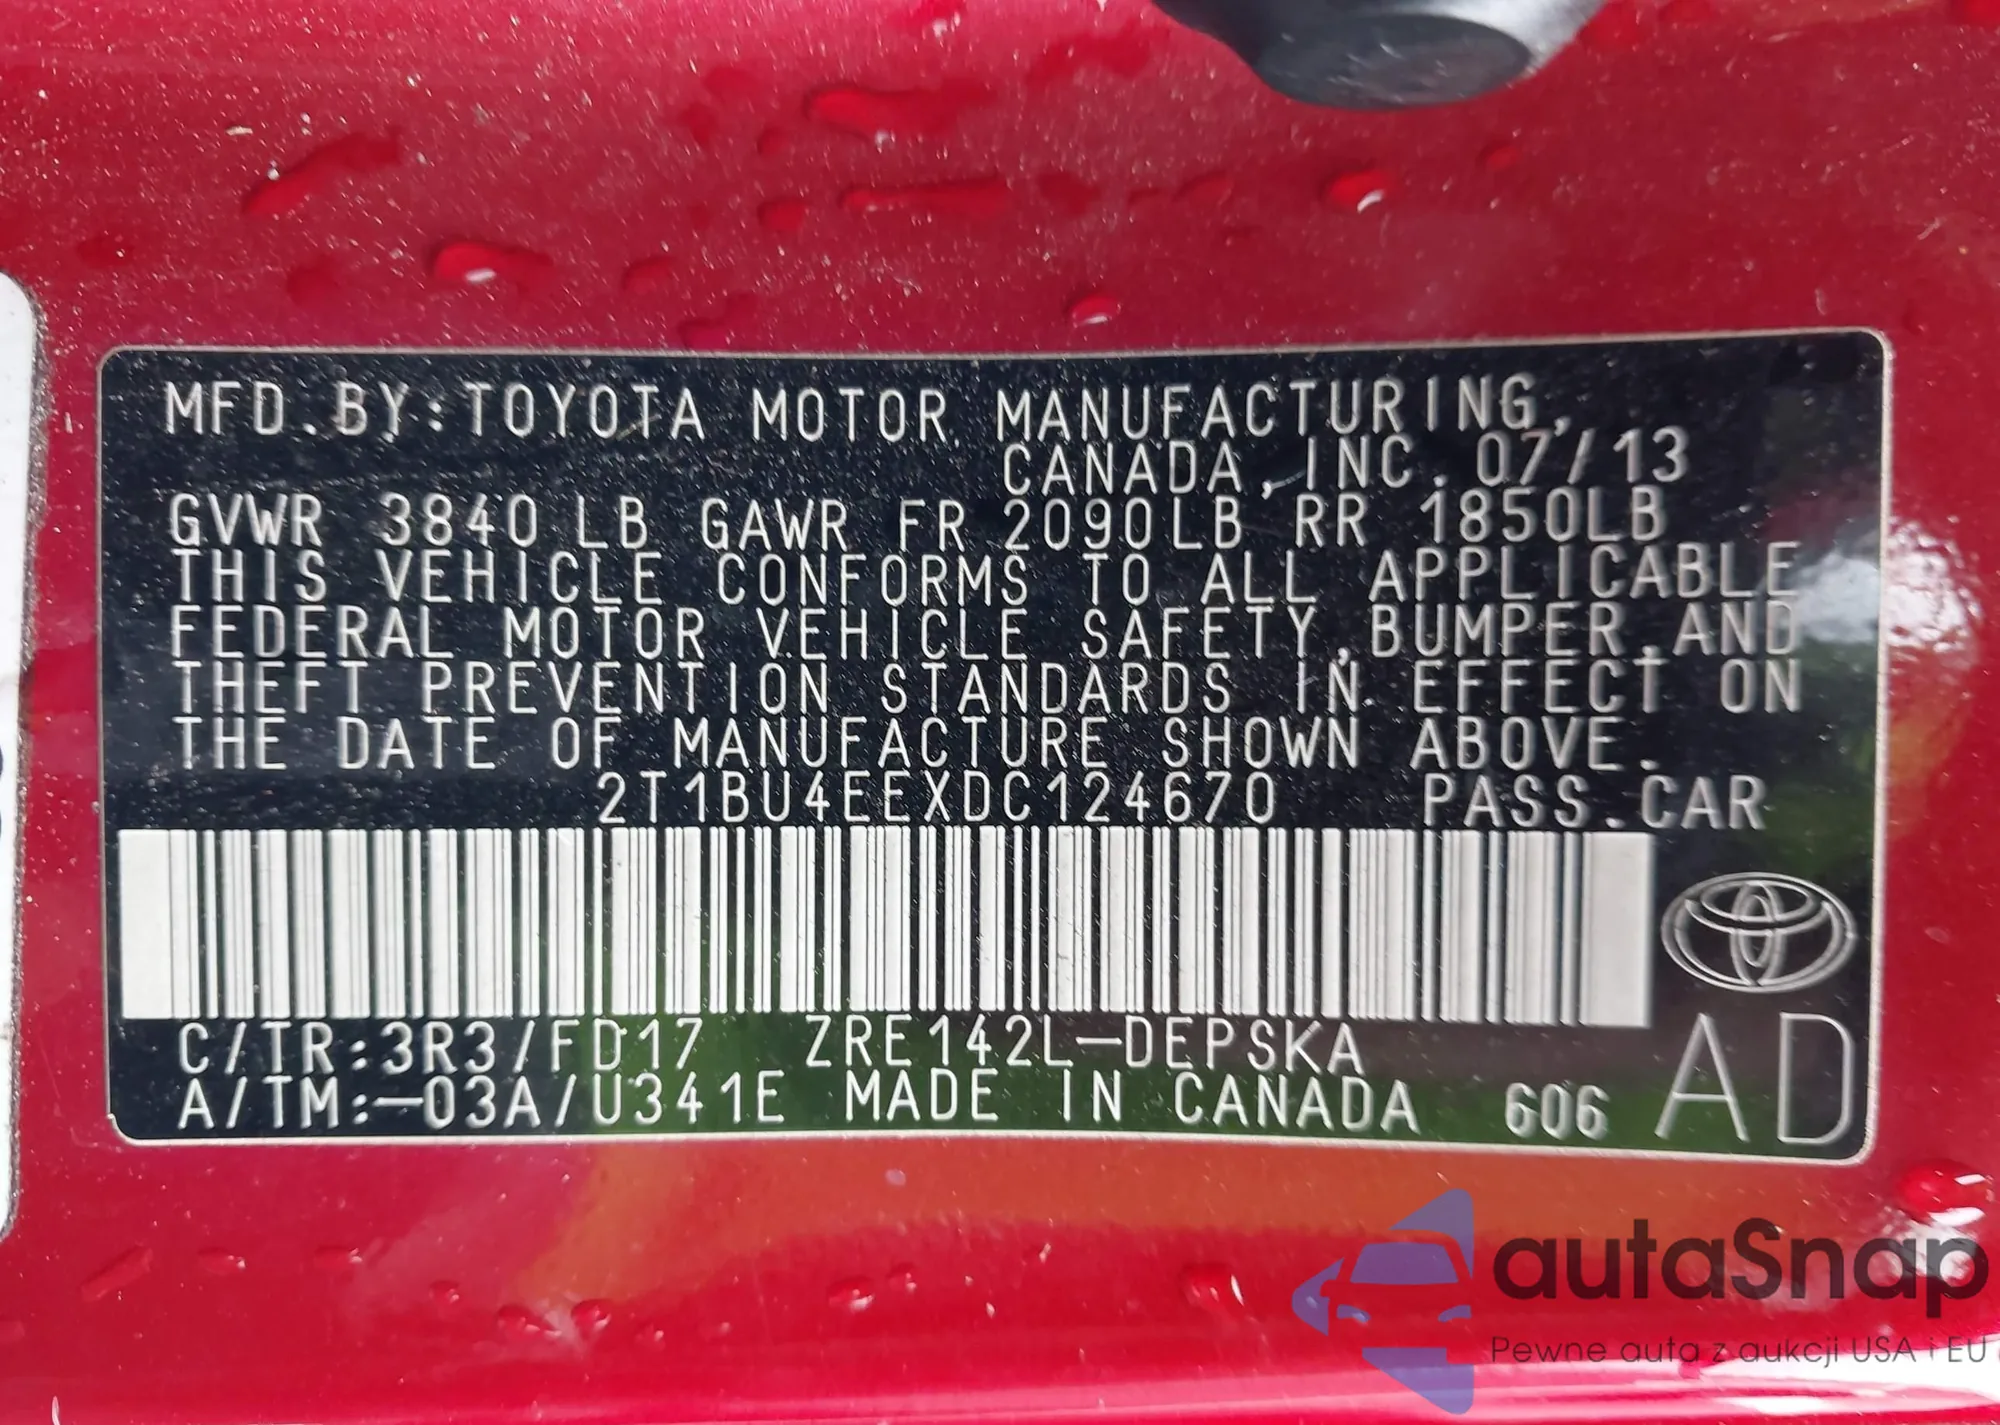 MFD.BY:TOYOTA MOTOR MANUFACTURING,
CANADA,INC. 07/13
GVWR 3840 LB GAWR FR 2090LB RR 1850LB
THIS VEHICLE CONFORMS TO ALL APPLICABLE
FEDERAL MOTOR VEHICLE SAFETY,BUMPER,AND
THEFT PREVENTION STANDARDS IN EFFECT ON
THE DATE OF MANUFACTURE SHOWN ABOVE.
2T1BU4EEXDC124670 PASS.CAR
C/TR:3R3/FD17 ZRE142L-DEPSKA
A/TM:-03A/U341E MADE IN CANADA 606 AD
autoSnap
Pewne auta z aukcji USA i EU